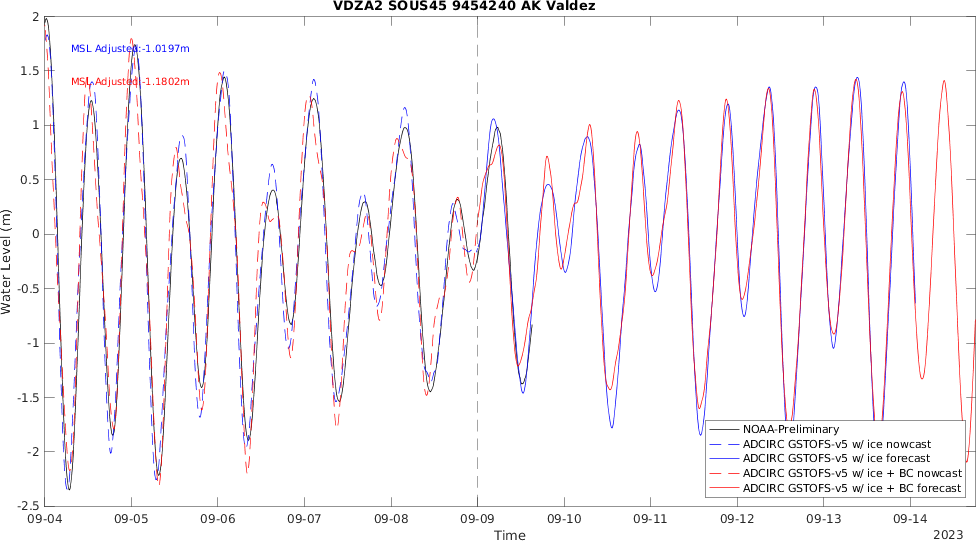 VDZA2 SOUS45 9454240 AK Valdez
MSL Adjusted:-1.0197m
MSL Adjusted:-1.1802m
Water Level (m)
2
1.5
1
0.5
0
-0.5
-1
-1.5
-2
-2.5
NOAA-Preliminary
ADCIRC GSTOFS-v5 w/ ice nowcast
ADCIRC GSTOFS-v5 w/ ice forecast
ADCIRC GSTOFS-v5 w/ ice + BC nowcast
ADCIRC GSTOFS-v5 w/ ice + BC forecast
09-04 09-05 09-06 09-07 09-08 09-09 09-10 09-11 09-12 09-13 09-14
Time
2023